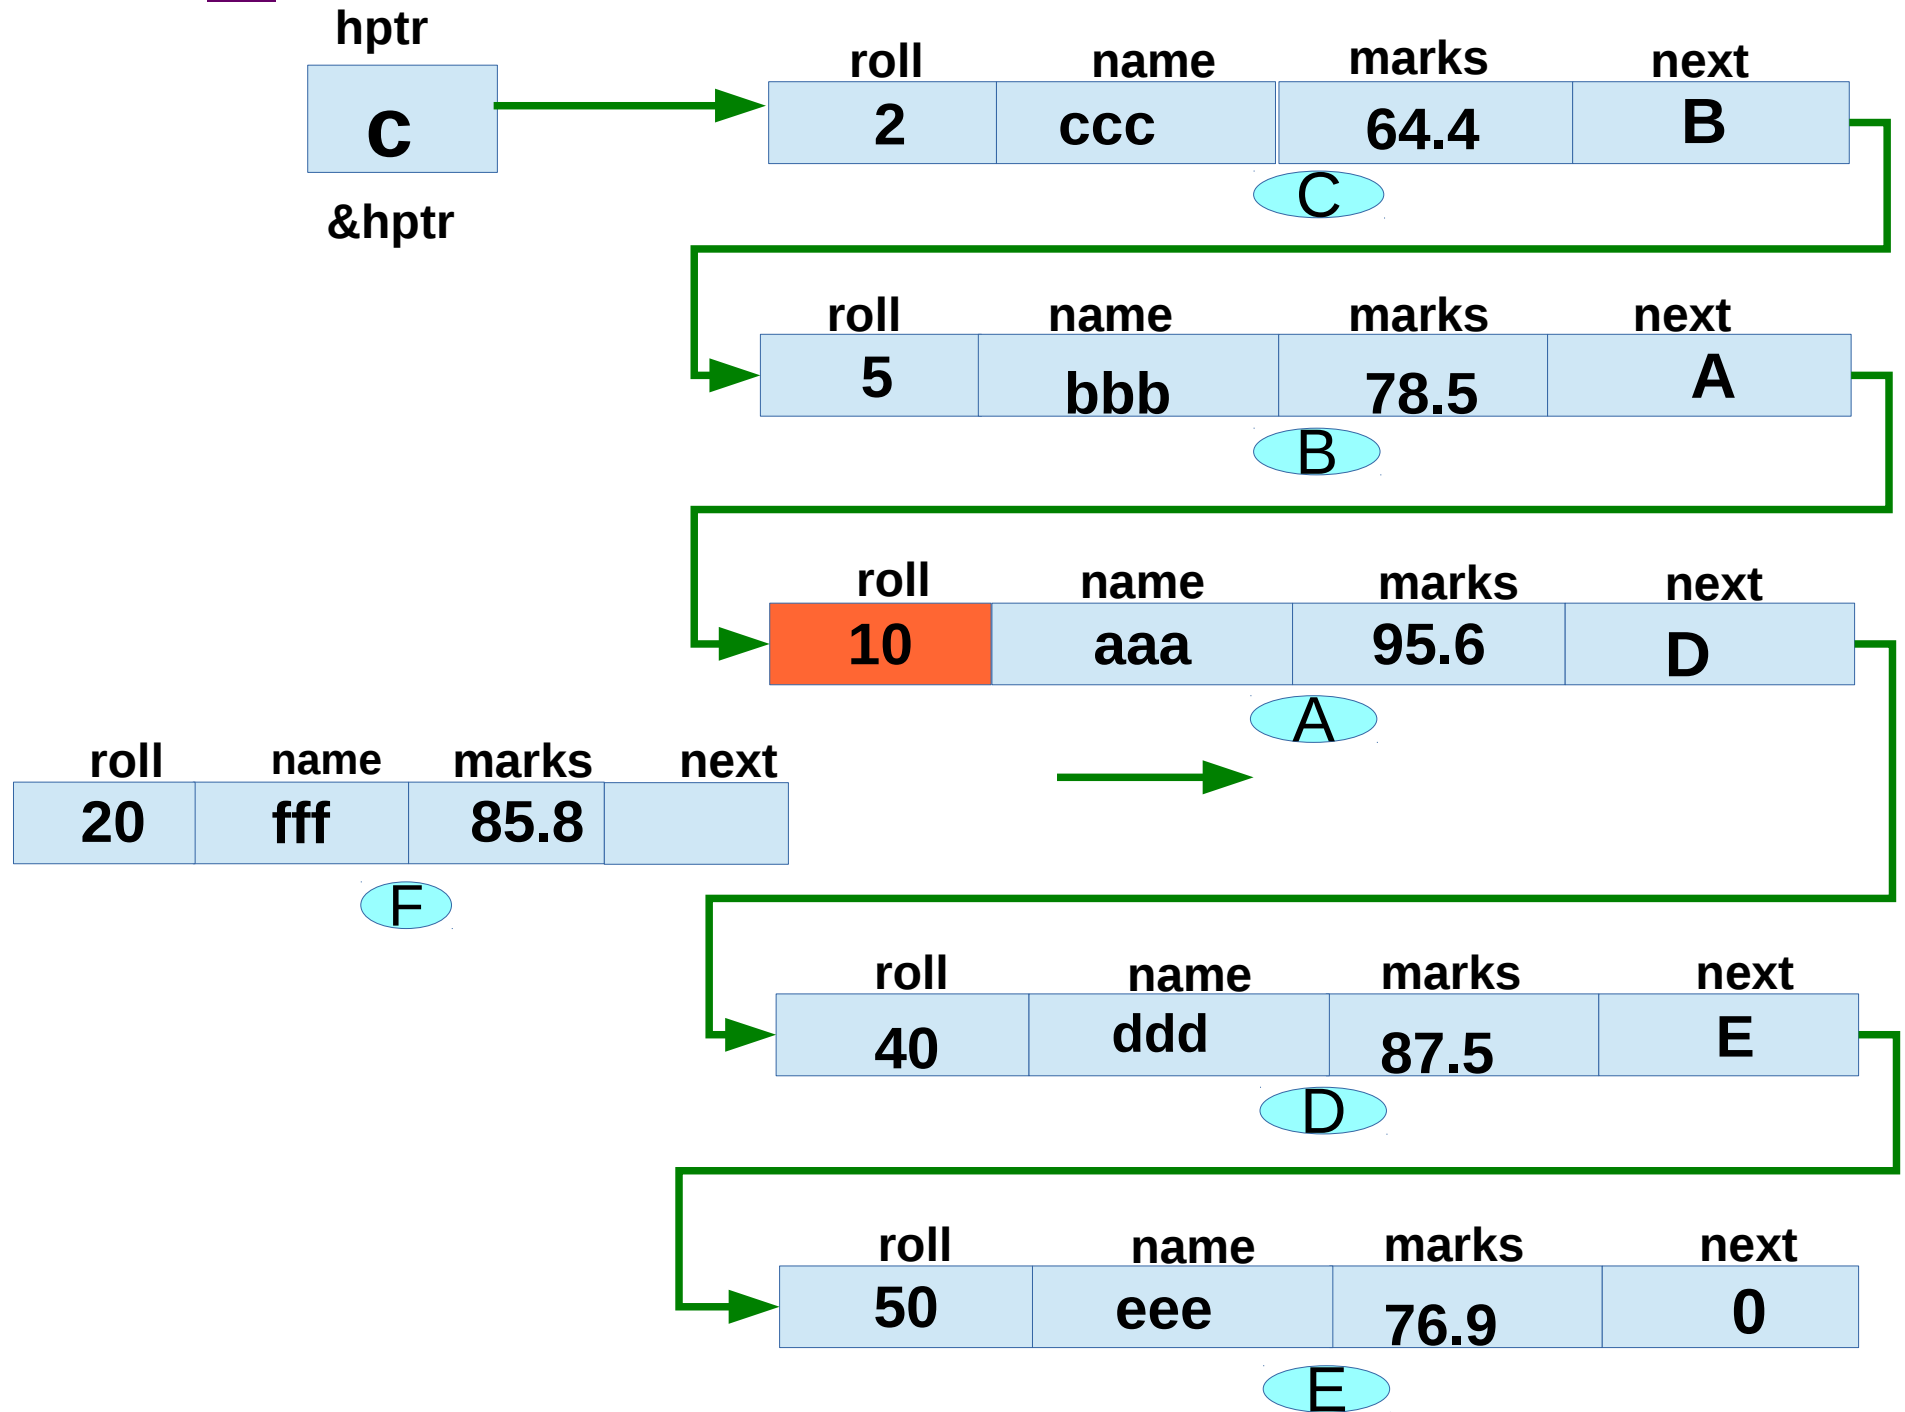 hptr
c
&hptr
roll name marks next
2 ccc 64.4 B
C
roll name marks next
5 bbb 78.5 A
B
roll name marks next
10 aaa 95.6 D
A
roll name marks next
20 fff 85.8
F
roll name marks next
40 ddd 87.5 E
D
roll name marks next
50 eee 76.9 0
E